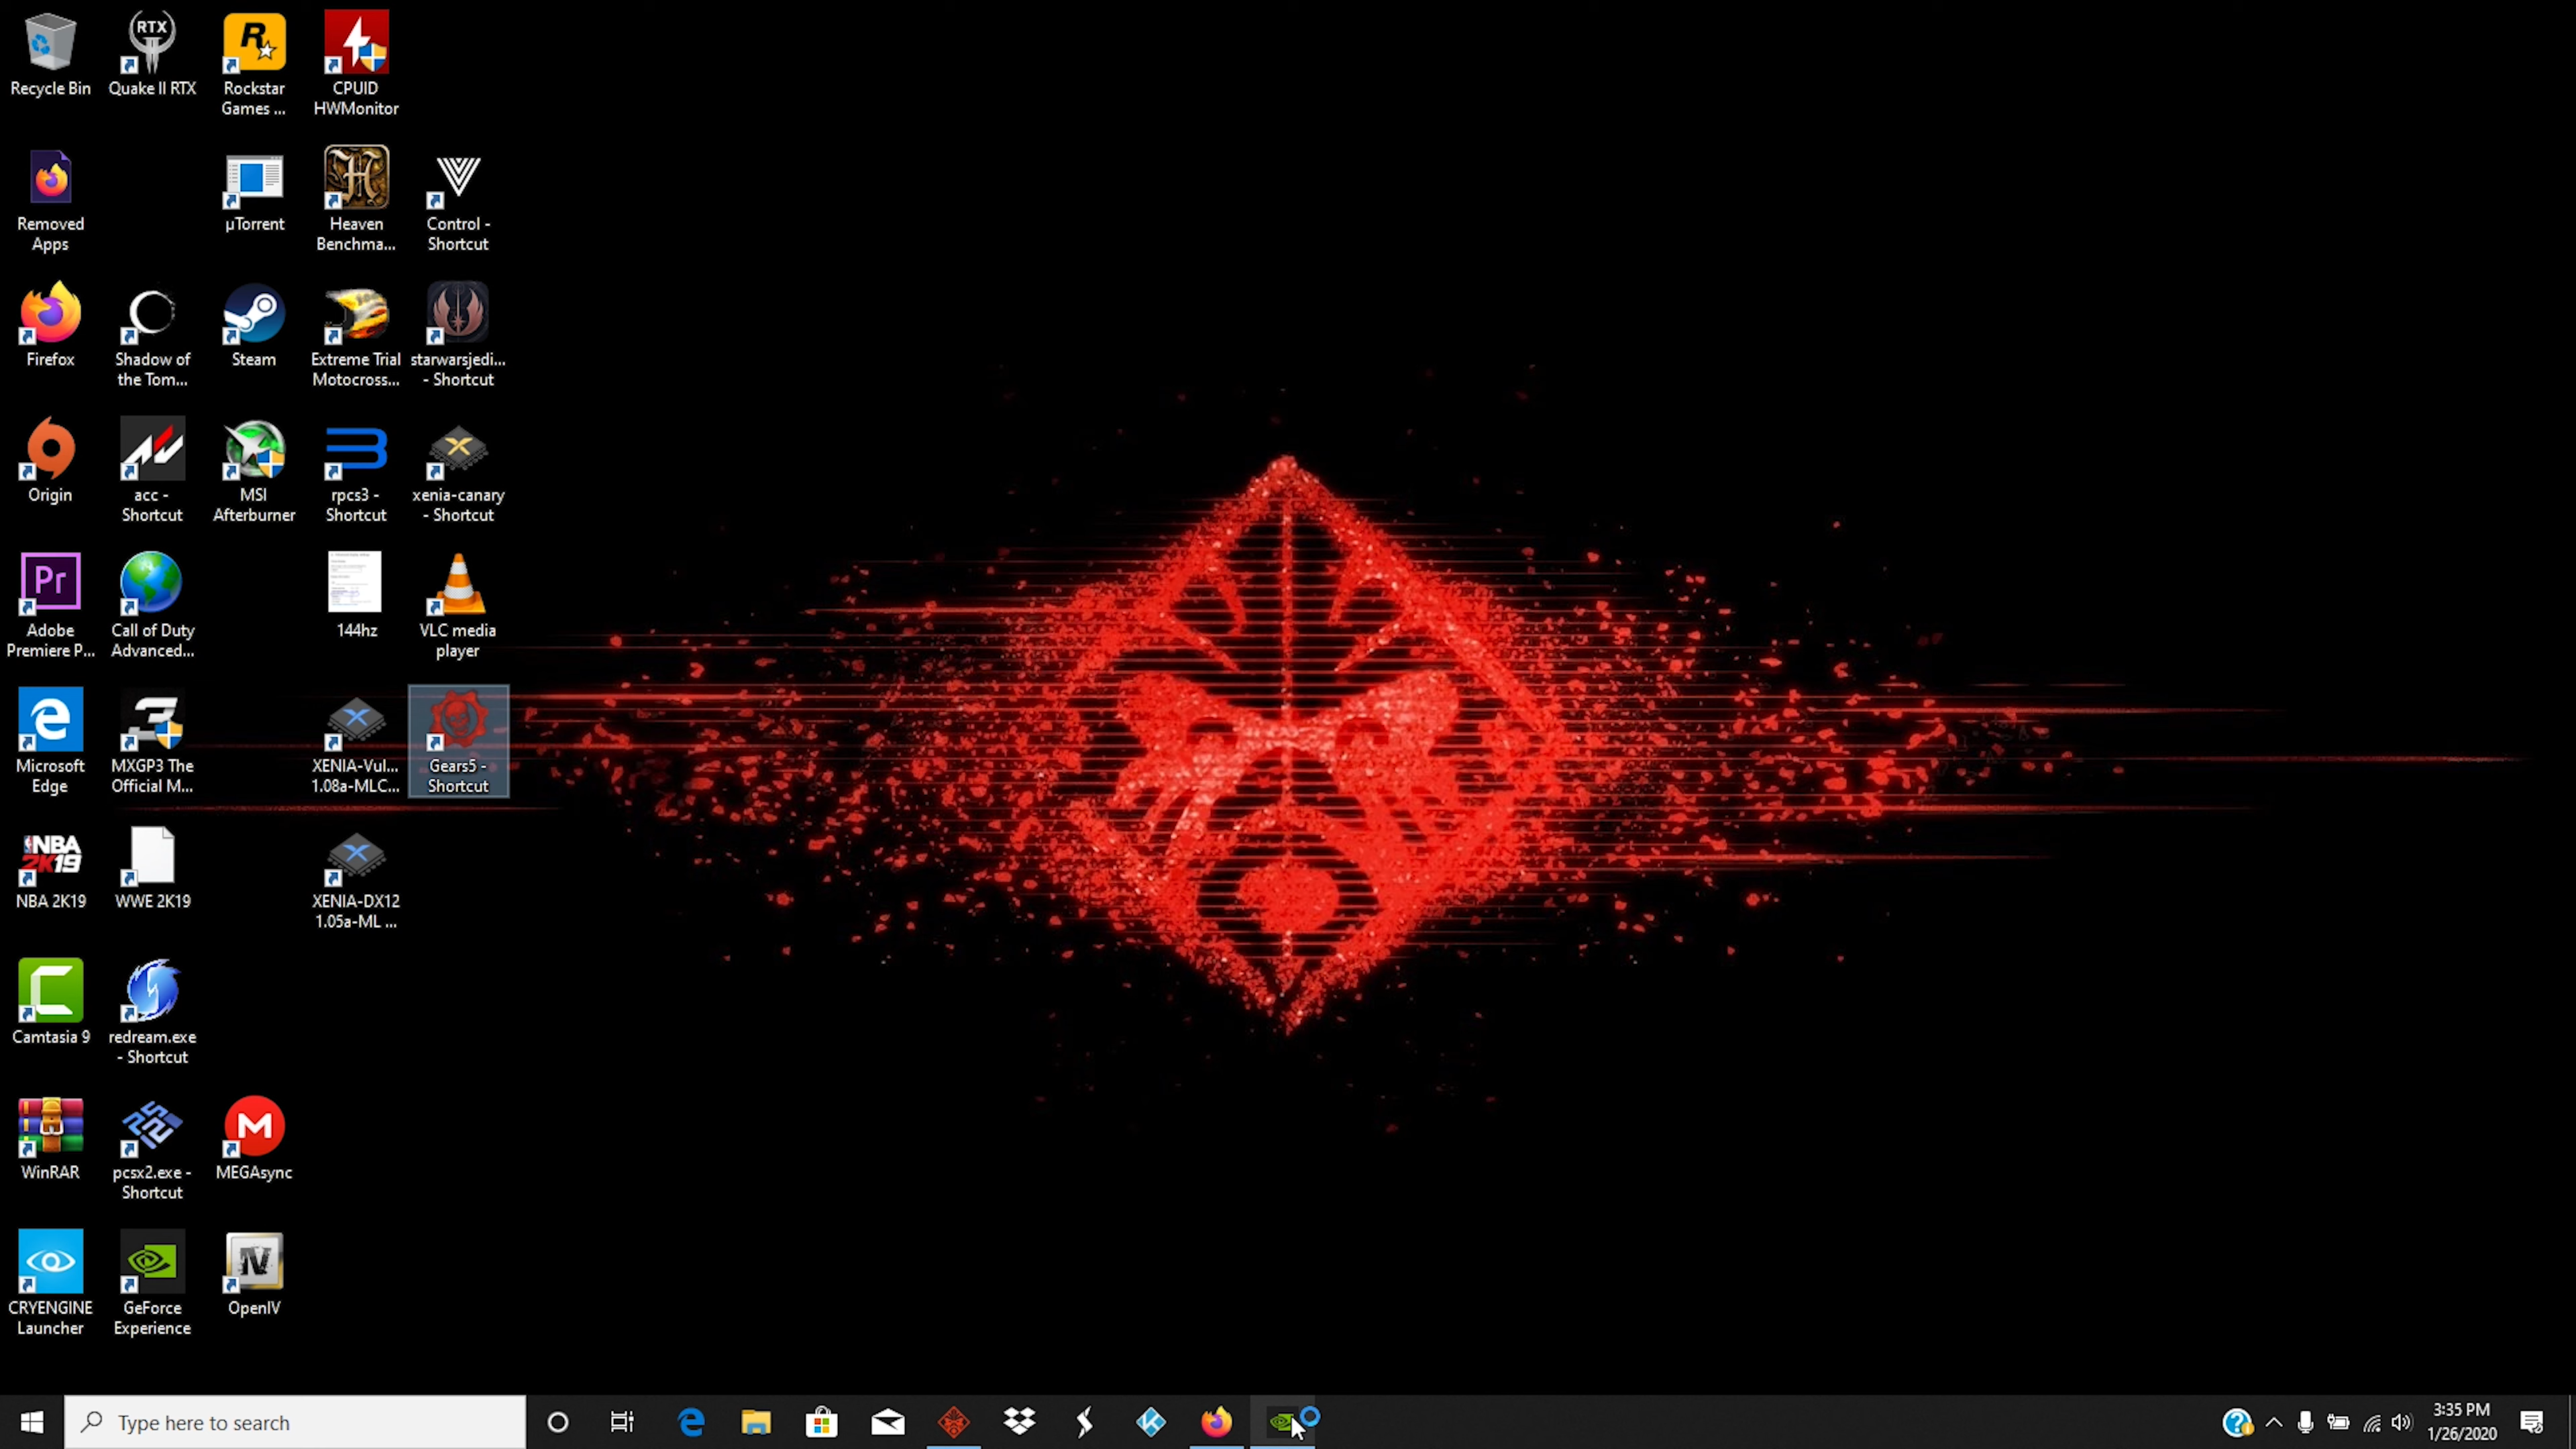 Recycle Bin
Quake II RTX
Rockstar
Games ...
CPUID
HWMonitor
Removed
Apps
µTorrent
Heaven
Benchma...
Control -
Shortcut
Firefox
Shadow of
the Tom...
Steam
Extreme Trial
Motocross...
starwarsjedi...
- Shortcut
Origin
acc -
Shortcut
MSI
Afterburner
rpcs3 -
Shortcut
xenia-canary
- Shortcut
Adobe
Premiere P...
Call of Duty
Advanced...
144hz
VLC media
player
Microsoft
Edge
MXGP3 The
Official M...
XENIA-Vul...
1.08a-MLC...
Gears5 -
Shortcut
NBA 2K19
WWE 2K19
XENIA-DX12
1.05a-ML ...
Camtasia 9
redream.exe
- Shortcut
WinRAR
pcsx2.exe -
Shortcut
MEGAsync
CRYENGINE
Launcher
GeForce
Experience
OpenIV
RTX
R
H
Pr
NBA
2K19
M
IV
Type here to search
3:35 PM
1/26/2020